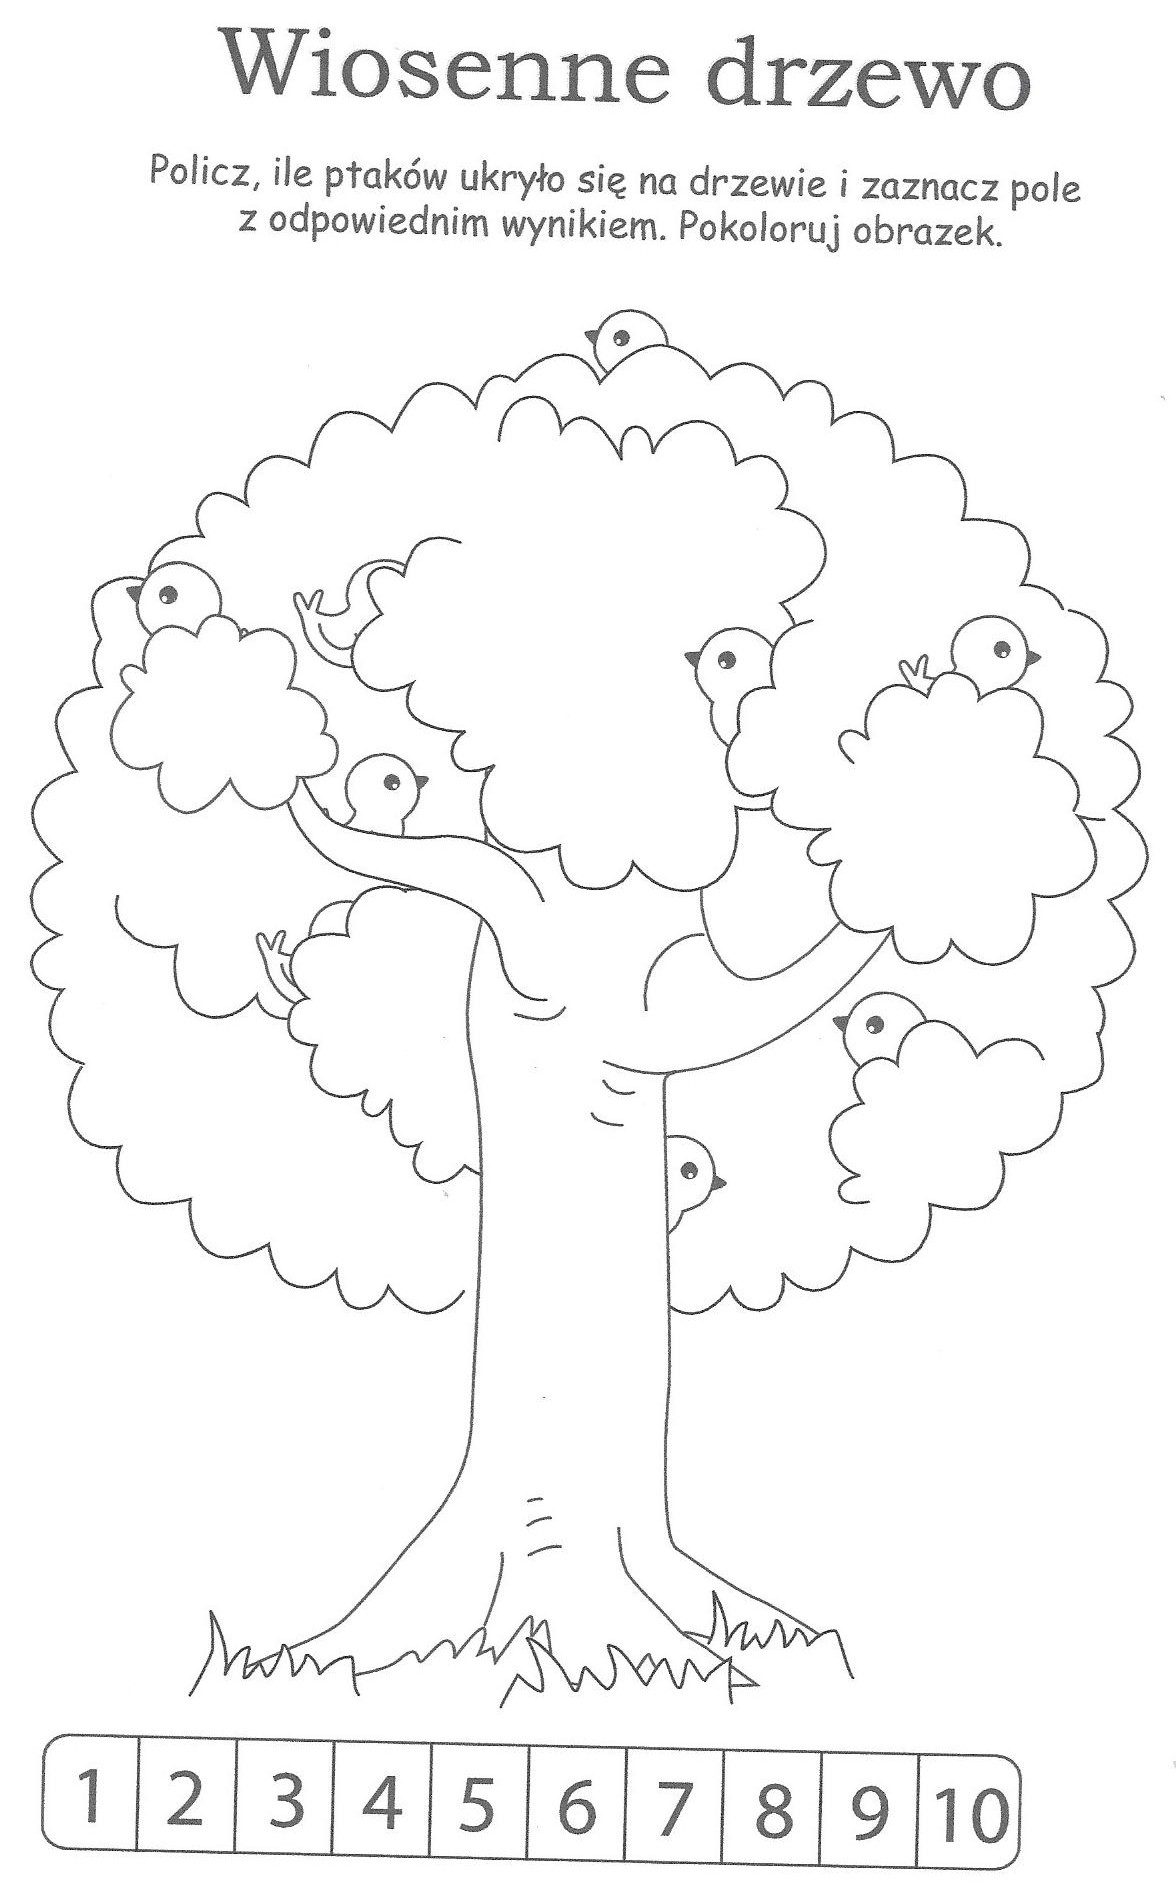 Wiosenne drzewo
Policz, ile ptaków ukryło się na drzewie i zaznacz pole
z odpowiednim wynikiem. Pokoloruj obrazek.
1 2 3 4 5 6 7 8 9 10